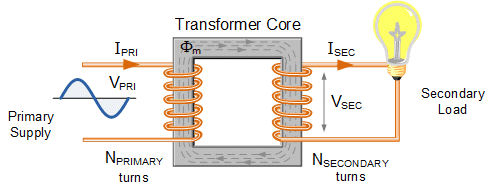 Transformer Core
Φm
IPRI
VPRI
Primary
Supply
NPRIMARY
turns
ISEC
VSEC
Secondary
Load
NSECONDARY
turns